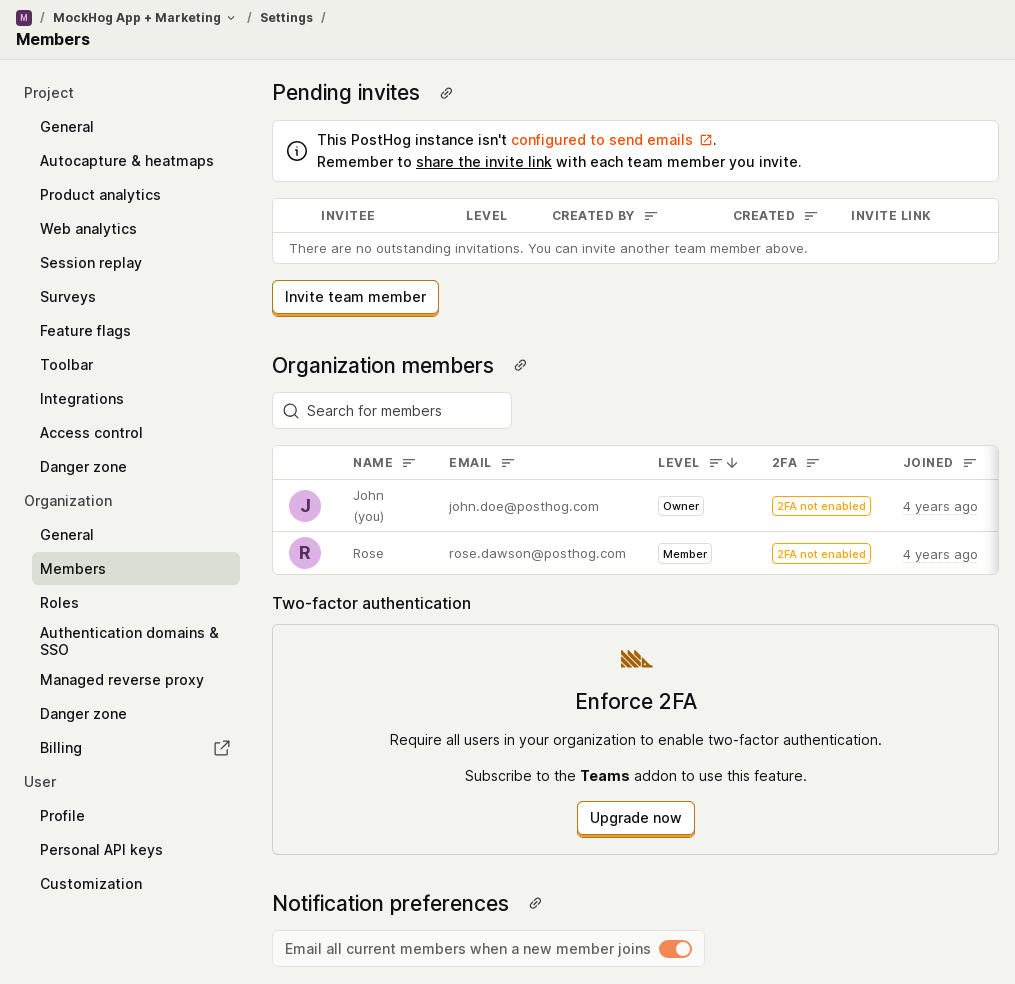 M / MockHog App + Marketing / Settings /
Members
Project
General
Autocapture & heatmaps
Product analytics
Web analytics
Session replay
Surveys
Feature flags
Toolbar
Integrations
Access control
Danger zone
Organization
General
Members
Roles
Authentication domains &
SSO
Managed reverse proxy
Danger zone
Billing
User
Profile
Personal API keys
Customization
Pending invites
This PostHog instance isn't configured to send emails.
Remember to share the invite link with each team member you invite.
INVITEE LEVEL CREATED BY CREATED INVITE LINK
There are no outstanding invitations. You can invite another team member above.
Invite team member
Organization members
Search for members
NAME EMAIL LEVEL 2FA JOINED
J John (you) john.doe@posthog.com Owner 2FA not enabled 4 years ago
R Rose rose.dawson@posthog.com Member 2FA not enabled 4 years ago
Two-factor authentication
Enforce 2FA
Require all users in your organization to enable two-factor authentication.
Subscribe to the Teams addon to use this feature.
Upgrade now
Notification preferences
Email all current members when a new member joins